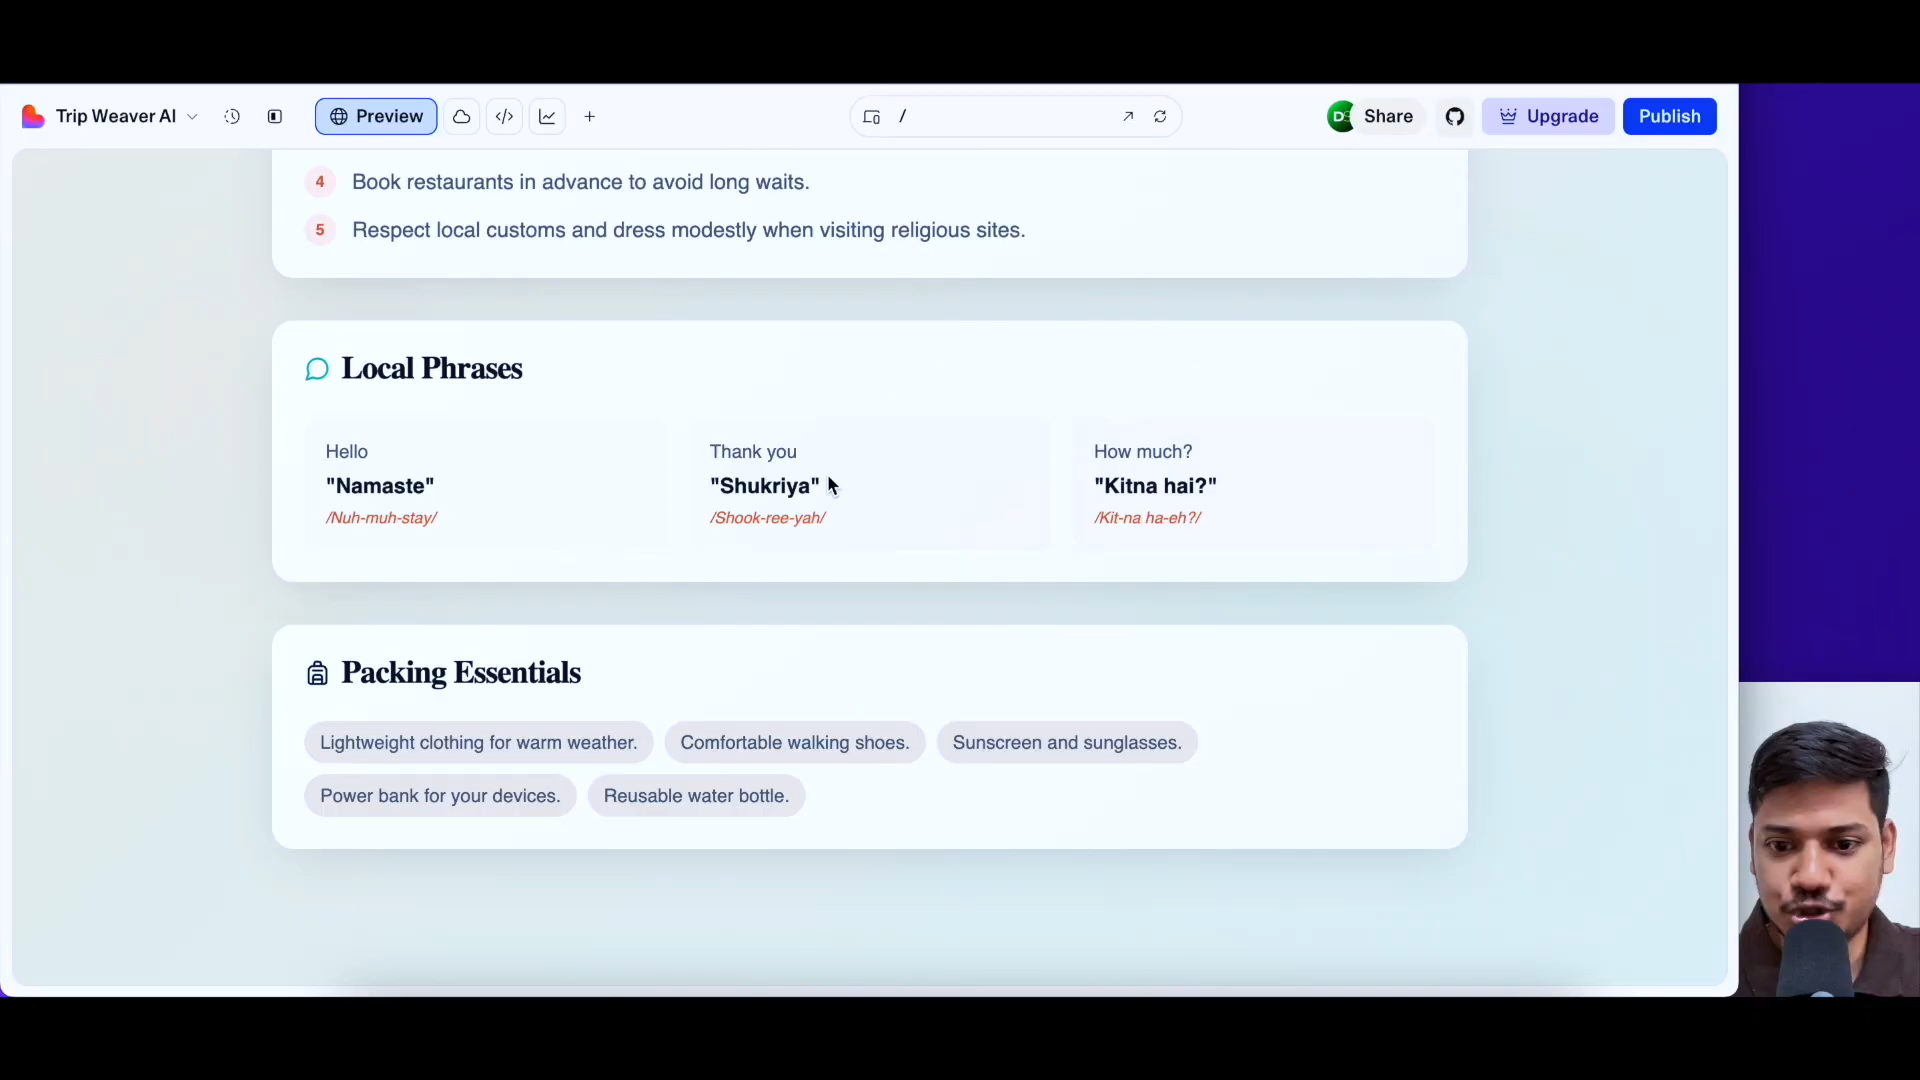 Trip Weaver AI
Preview
/
DS
Share
Upgrade
Publish
4 Book restaurants in advance to avoid long waits.
5 Respect local customs and dress modestly when visiting religious sites.
Local Phrases
Hello
"Namaste"
/Nuh-muh-stay/
Thank you
"Shukriya"
/Shook-ree-yah/
How much?
"Kitna hai?"
/Kit-na ha-eh?/
Packing Essentials
Lightweight clothing for warm weather.
Comfortable walking shoes.
Sunscreen and sunglasses.
Power bank for your devices.
Reusable water bottle.